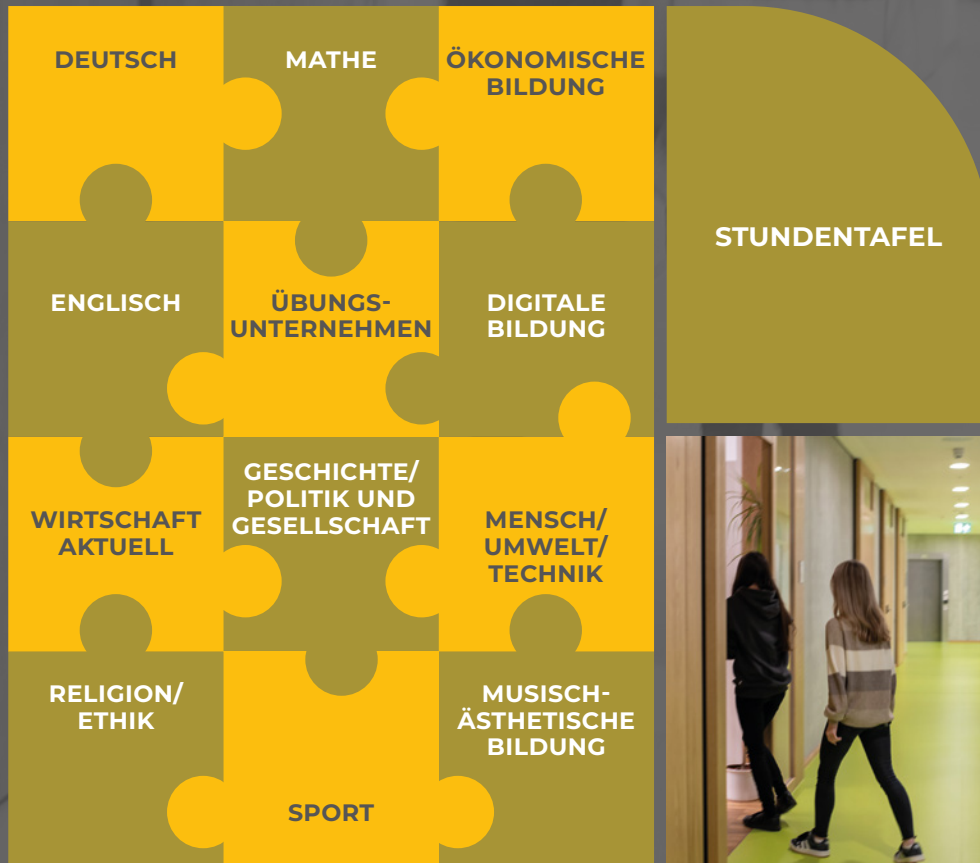 DEUTSCH
MATHE
ÖKONOMISCHE
BILDUNG
STUNDENTAFEL
ENGLISCH
ÜBUNGS-
UNTERNEHMEN
DIGITALE
BILDUNG
WIRTSCHAFT
AKTUELL
GESCHICHTE/
POLITIK UND
GESELLSCHAFT
MENSCH/
UMWELT/
TECHNIK
RELIGION/
ETHIK
SPORT
MUSISCH-
ÄSTHETISCHE
BILDUNG